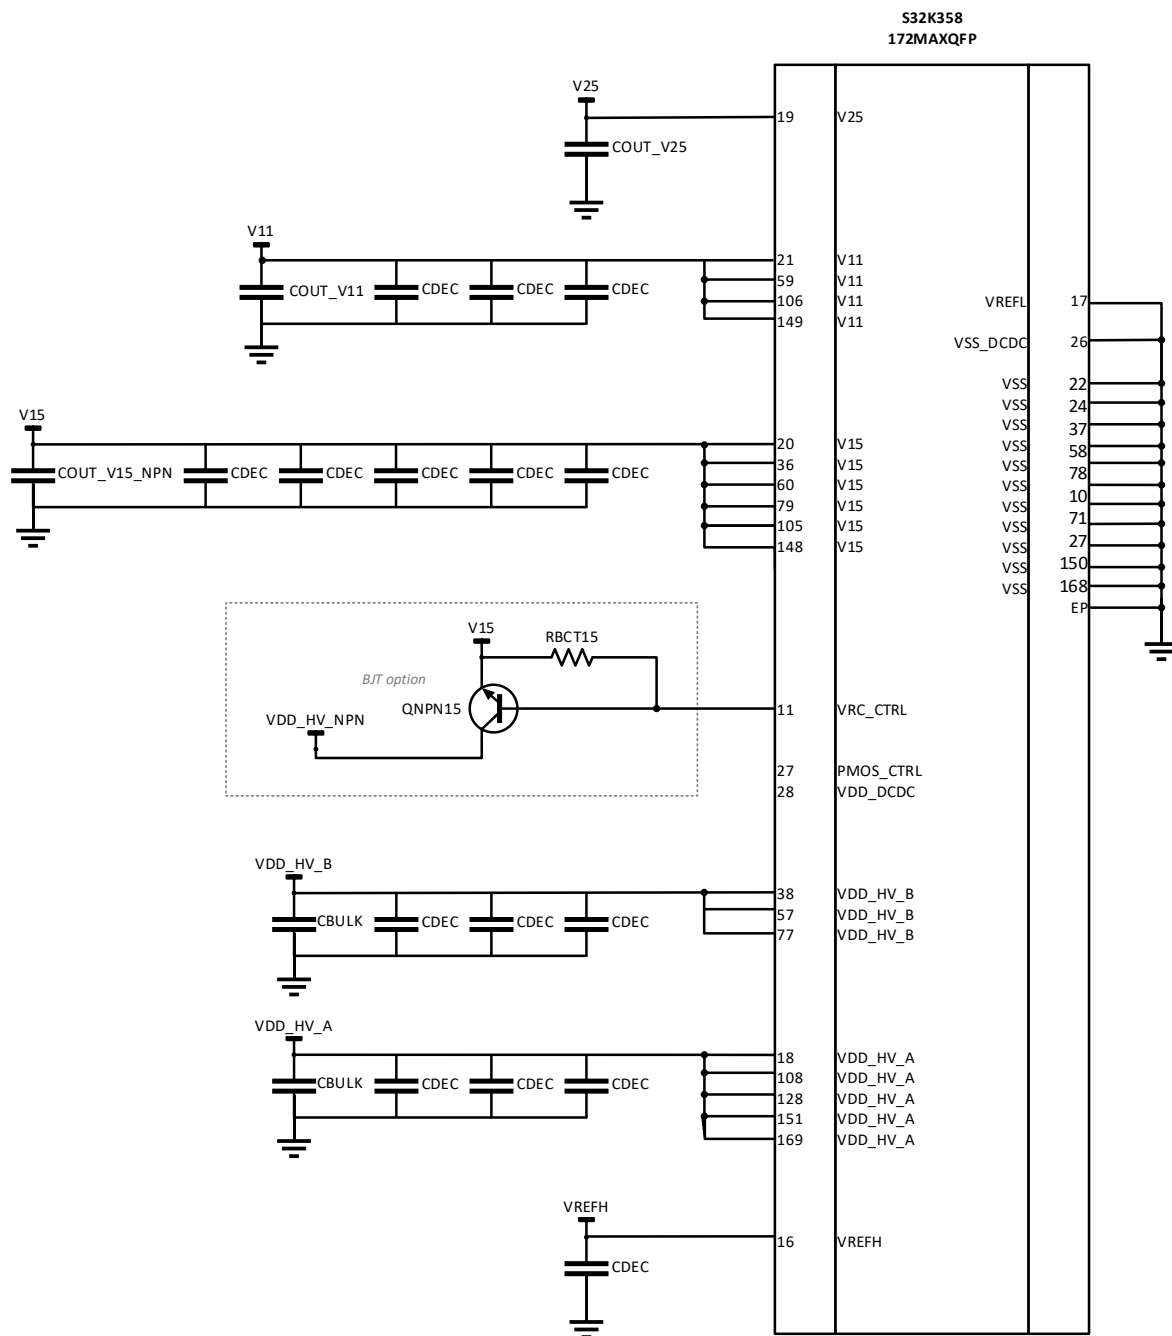 S32K358
172MAXQFP
V25
19 V25
COUT_V25
V11
21 V11
59 V11
106 V11
149 V11
COUT_V11 CDEC CDEC CDEC
VREFL 17
VSS_DCDC 26
VSS 22
VSS 24
VSS 37
VSS 58
VSS 78
VSS 10
VSS 71
VSS 27
VSS 150
VSS 168
EP
V15
20 V15
36 V15
60 V15
79 V15
105 V15
148 V15
COUT_V15_NPN CDEC CDEC CDEC CDEC CDEC
V15
RBCT15
BJT option
QNPN15
VDD_HV_NPN
11 VRC_CTRL
27 PMOS_CTRL
28 VDD_DCDC
VDD_HV_B
38 VDD_HV_B
57 VDD_HV_B
77 VDD_HV_B
CBULK CDEC CDEC CDEC
VDD_HV_A
18 VDD_HV_A
108 VDD_HV_A
128 VDD_HV_A
151 VDD_HV_A
169 VDD_HV_A
CBULK CDEC CDEC CDEC
VREFH
16 VREFH
CDEC